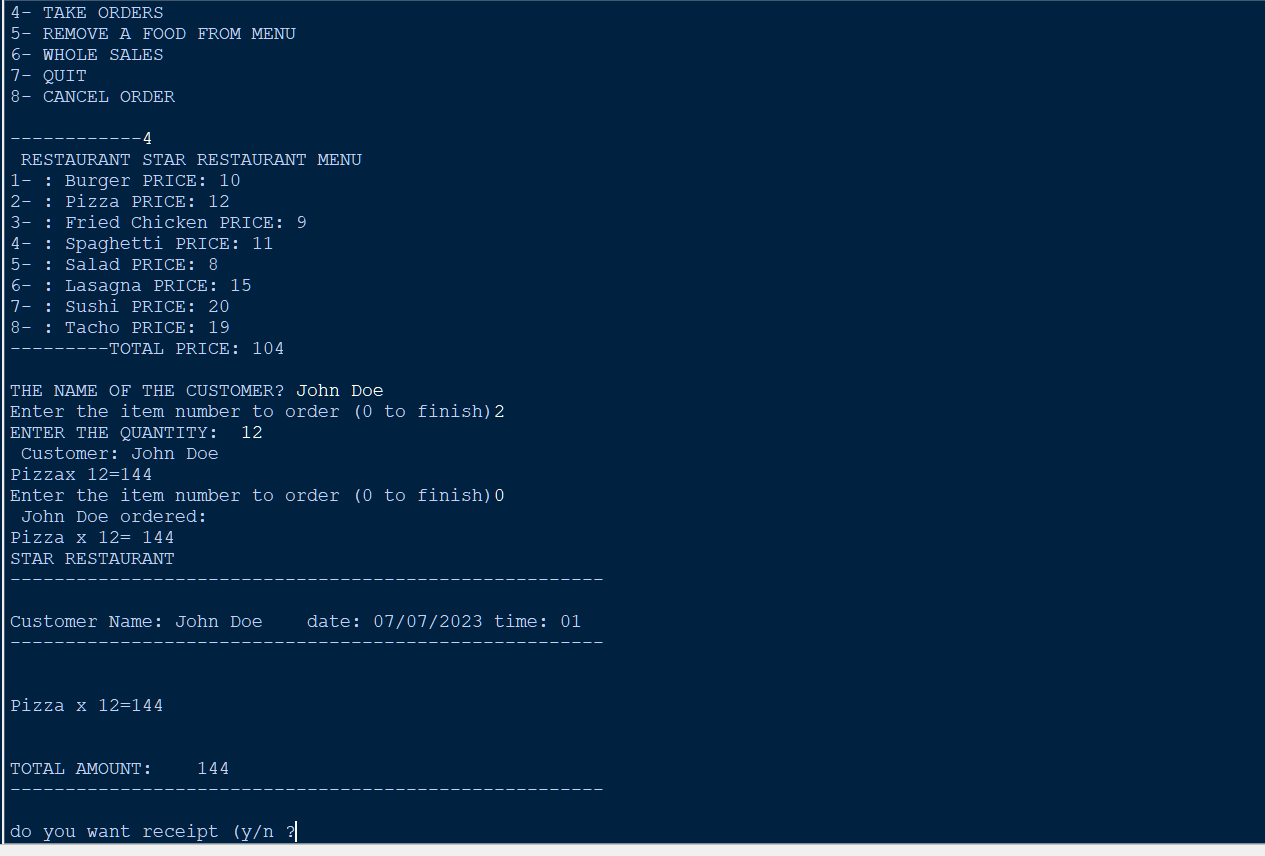 4- TAKE ORDERS
5- REMOVE A FOOD FROM MENU
6- WHOLE SALES
7- QUIT
8- CANCEL ORDER
------------4
RESTAURANT STAR RESTAURANT MENU
1- : Burger PRICE: 10
2- : Pizza PRICE: 12
3- : Fried Chicken PRICE: 9
4- : Spaghetti PRICE: 11
5- : Salad PRICE: 8
6- : Lasagna PRICE: 15
7- : Sushi PRICE: 20
8- : Tacho PRICE: 19
---------TOTAL PRICE: 104
THE NAME OF THE CUSTOMER? John Doe
Enter the item number to order (0 to finish)2
ENTER THE QUANTITY:  12
Customer: John Doe
Pizzax 12=144
Enter the item number to order (0 to finish)0
John Doe ordered:
Pizza x 12= 144
STAR RESTAURANT
------------------------------------------------------
Customer Name: John Doe    date: 07/07/2023 time: 01
------------------------------------------------------
Pizza x 12=144
TOTAL AMOUNT:    144
------------------------------------------------------
do you want receipt (y/n ?